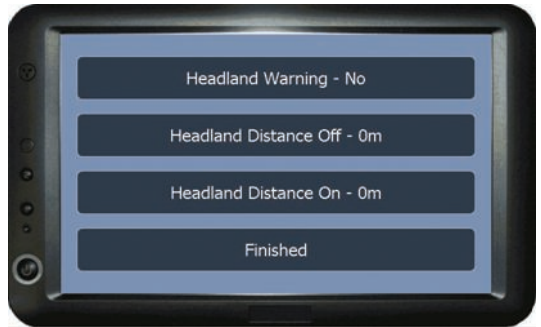 Headland Warning - No
Headland Distance Off - 0m
Headland Distance On - 0m
Finished